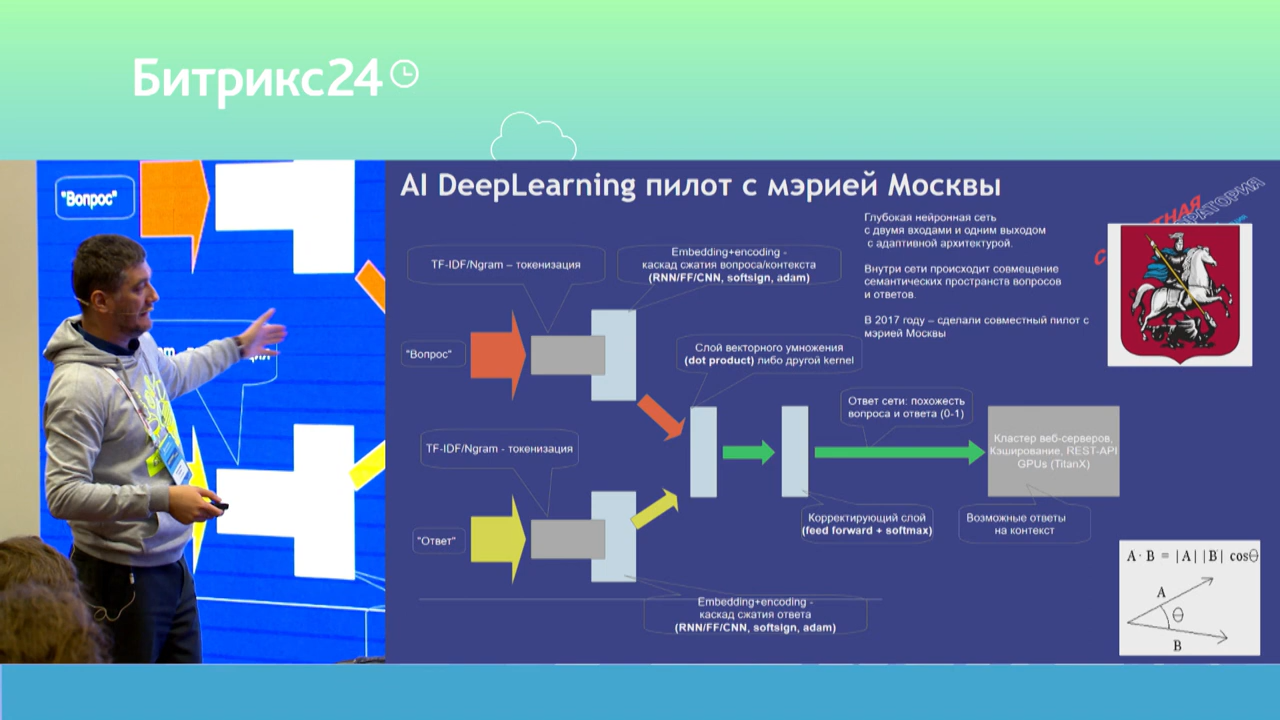 Битрикс24
"Вопрос"
AI DeepLearning пилот с мэрией Москвы
Глубокая нейронная сеть
с двумя входами и одним выходом
с адаптивной архитектурой.
Внутри сети происходит совмещение
семантических пространств вопросов
и ответов.
В 2017 году – сделали совместный пилот с
мэрией Москвы
TF-IDF/Ngram – токенизация
Embedding+encoding -
каскад сжатия вопроса/контекста
(RNN/FF/CNN, softsign, adam)
"Вопрос"
Слой векторного умножения
(dot product) либо другой kernel
Ответ сети: похожесть
вопроса и ответа (0-1)
TF-IDF/Ngram - токенизация
Кластер веб-серверов,
Кэширование, REST-API
GPUs (TitanX)
"Ответ"
Корректирующий слой
(feed forward + softmax)
Возможные ответы
на контекст
Embedding+encoding -
каскад сжатия ответа
(RNN/FF/CNN, softsign, adam)
A · B = |A| |B| cosθ
A
θ
B